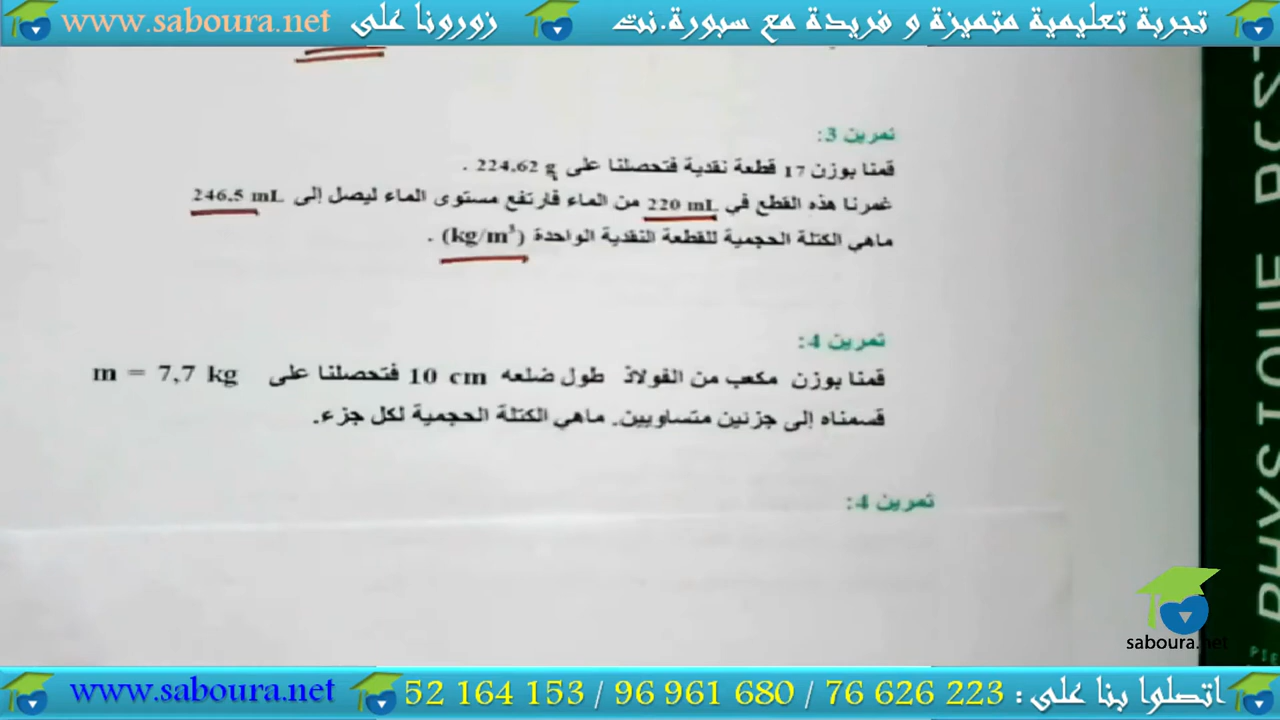 تجربة تعليمية متميزة و فريدة مع سبورة.نت زورونا على www.saboura.net
تمرين 3:
قمنا بوزن 17 قطعة نقدية فتحصلنا على 224.62 g .
غمرنا هذه القطع في 220 mL من الماء فارتفع مستوى الماء ليصل إلى 246.5 mL
ماهي الكتلة الحجمية للقطعة النقدية الواحدة (kg/m³) .
تمرين 4:
قمنا بوزن مكعب من الفولاذ طول ضلعه 10 cm فتحصلنا على m = 7,7 kg
قسمناه إلى جزئين متساويين. ماهي الكتلة الحجمية لكل جزء.
تمرين 4:
PHYSIQUE
saboura.net
اتصلوا بنا على : 52 164 153 / 96 961 680 / 76 626 223 www.saboura.net